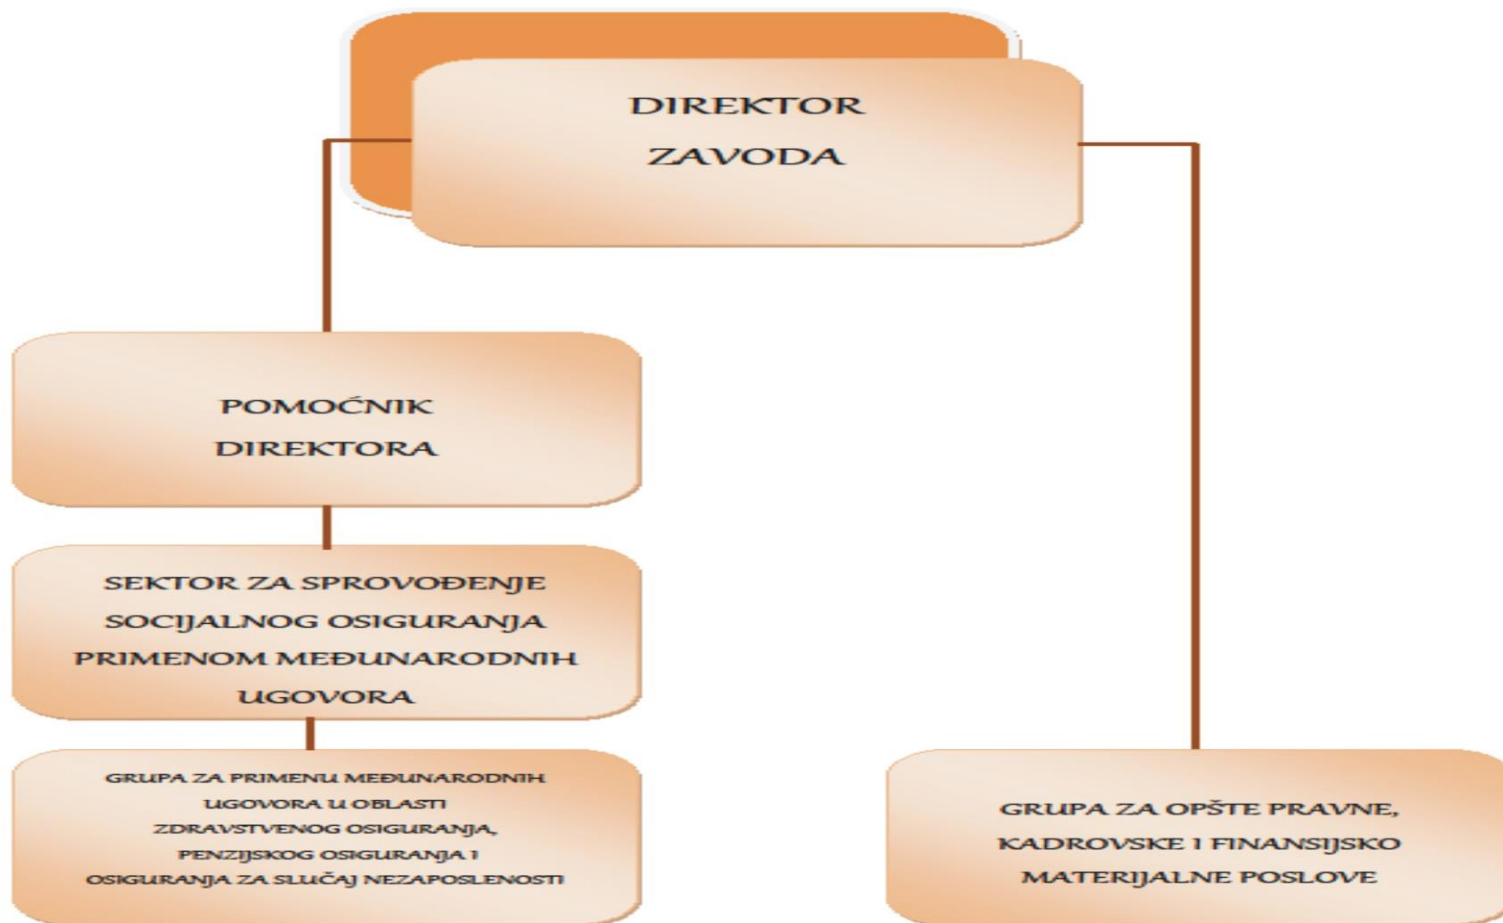 DIREKTOR
ZAVODA
POMOĆNIK
DIREKTORA
SEKTOR ZA SPROVOĐENJE
SOCIJALNOG OSIGURANJA
PRIMENOM MEĐUNARODNIH
UGOVORA
GRUPA ZA PRIMENU MEĐUNARODNIH
UGOVORA U OBLASTI
ZDRAVSTVENOG OSIGURANJA,
PENZIJSKOG OSIGURANJA I
OSIGURANJA ZA SLUČAJ NEZAPOSLENOSTI
GRUPA ZA OPŠTE PRAVNE,
KADROVSKE I FINANSIJSKO
MATERIJALNE POSLOVE